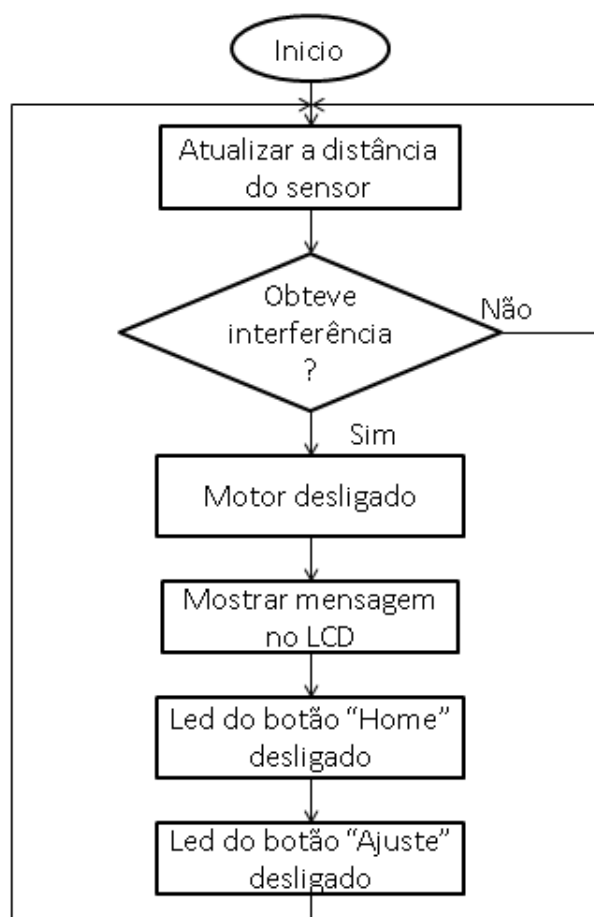 Inicio
Atualizar a distância
do sensor
Obteve
interferência
?
Não
Sim
Motor desligado
Mostrar mensagem
no LCD
Led do botão “Home”
desligado
Led do botão “Ajuste”
desligado